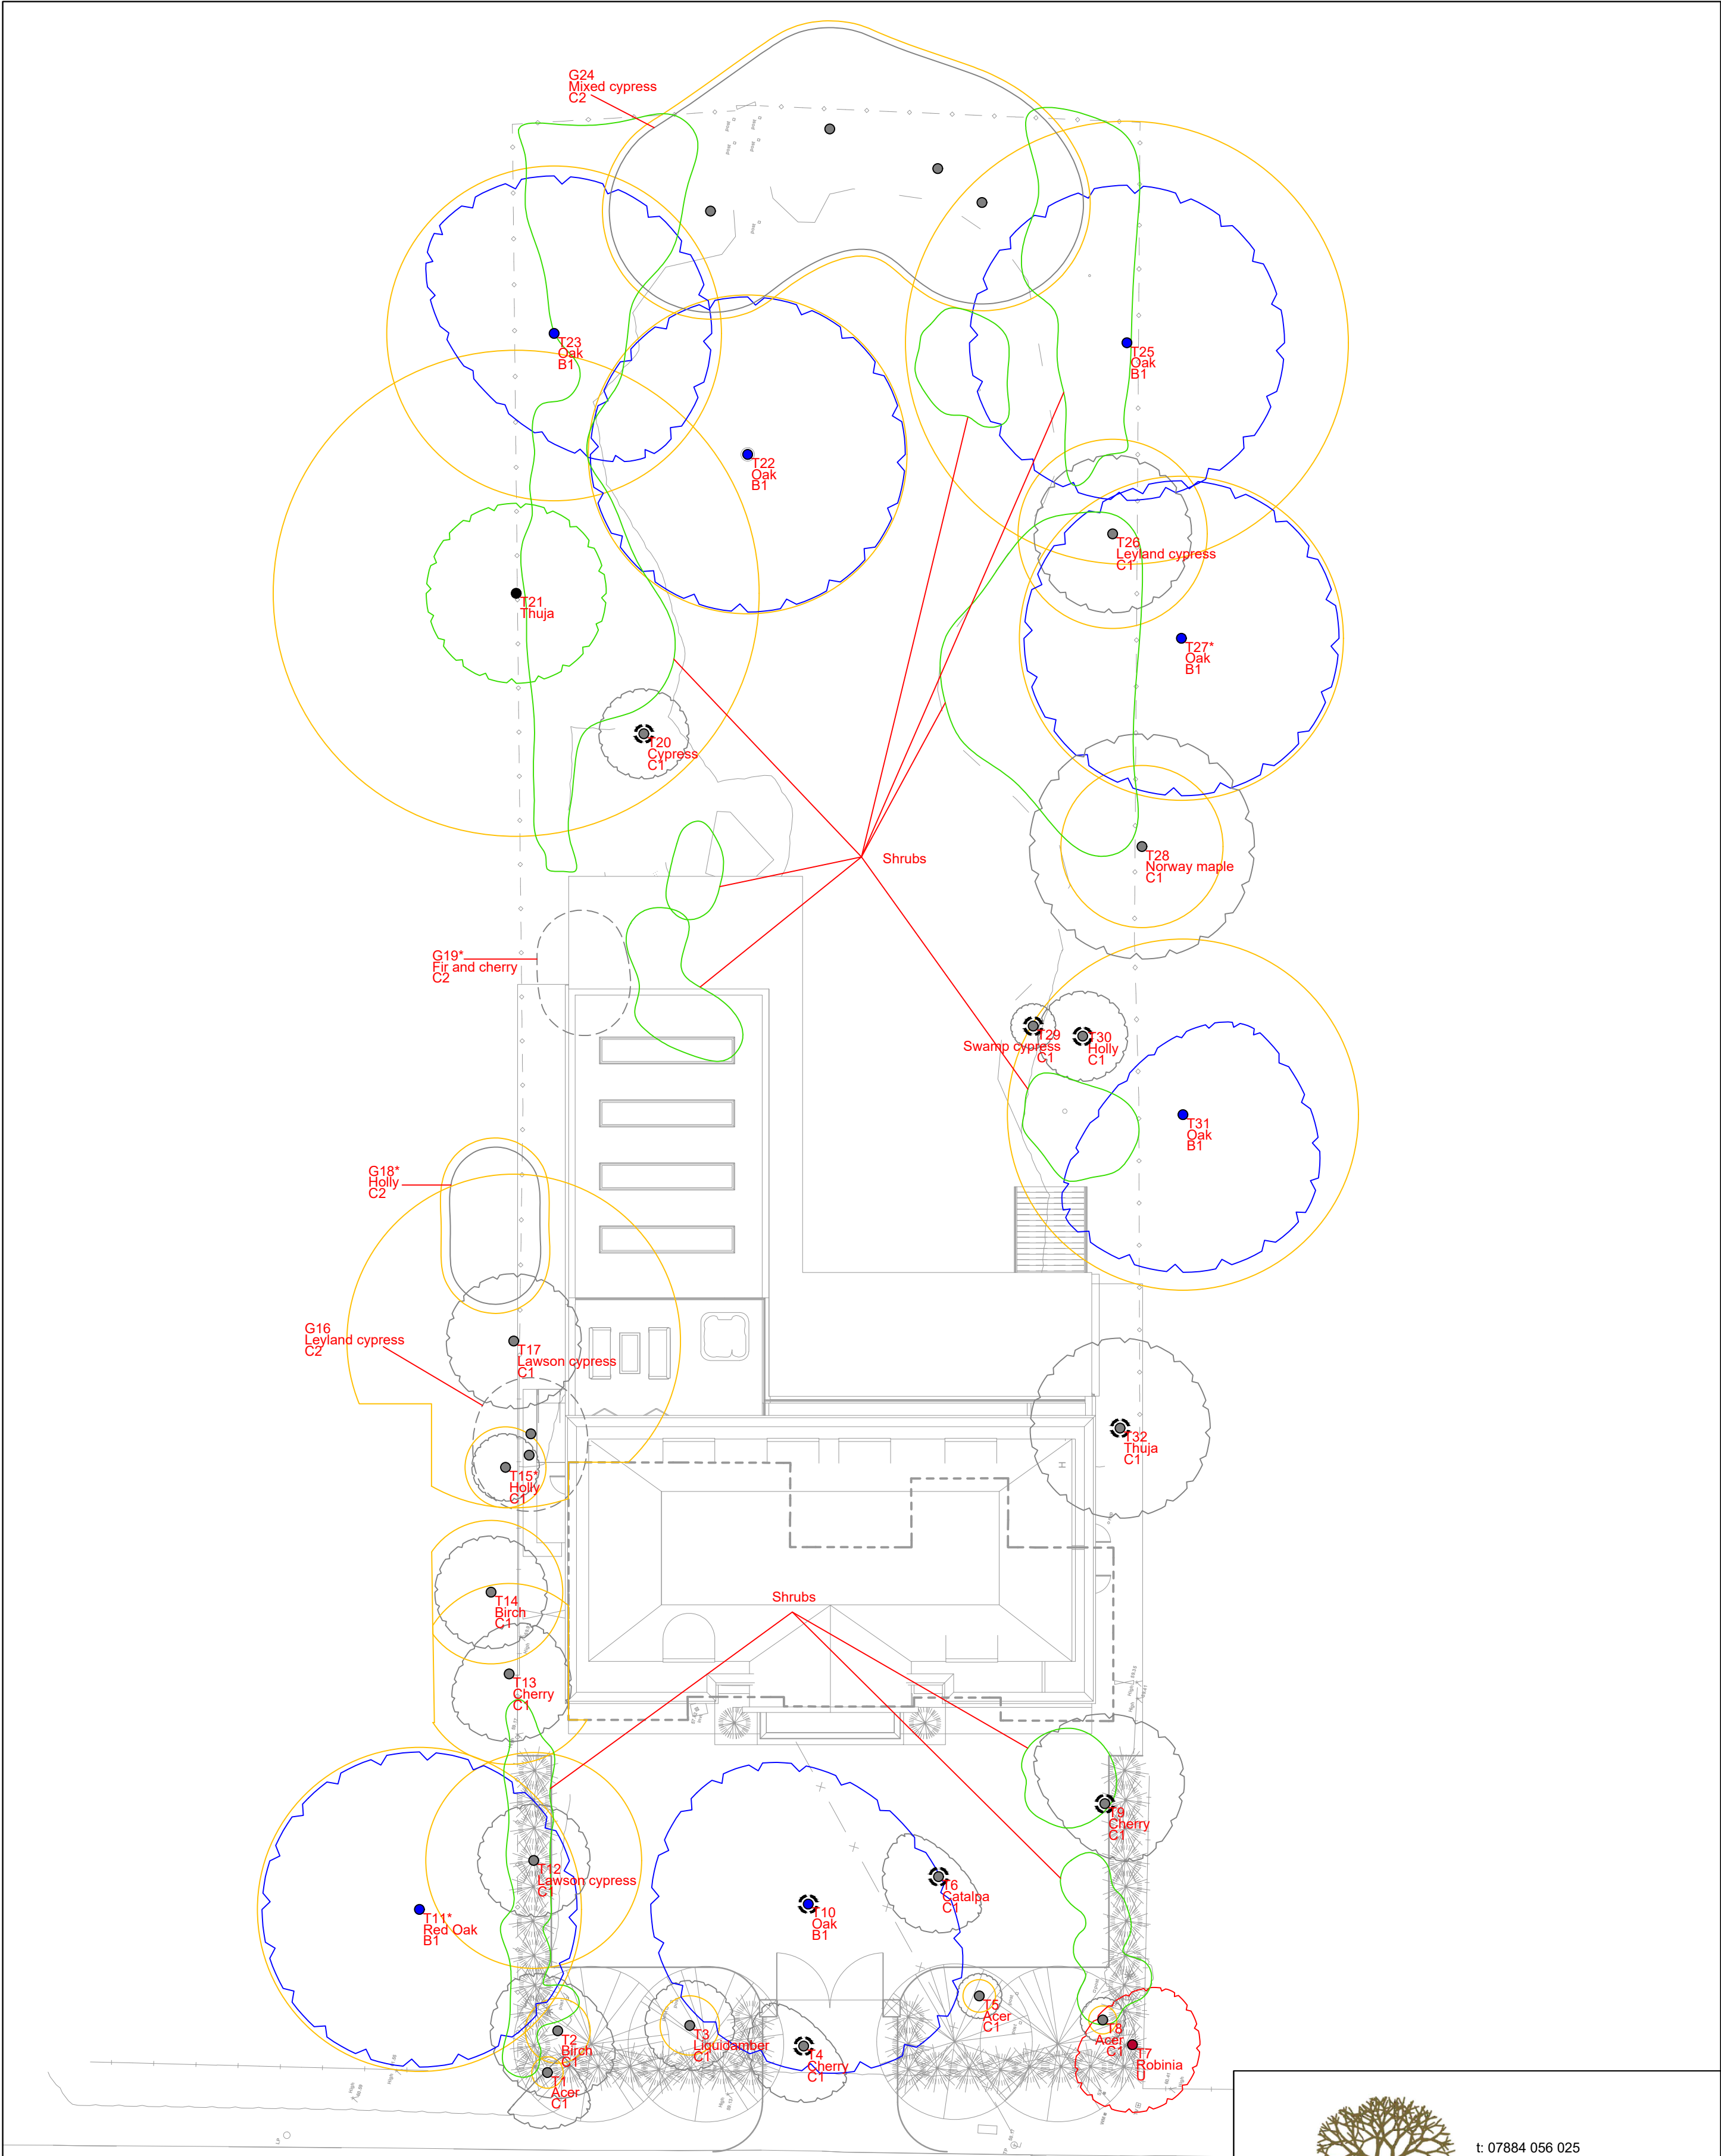 G24
Mixed cypress
C2
T23
Oak
B1
T25
Oak
B1
T22
Oak
B1
T26
Leyland cypress
C1
T21
Thuja
T27*
Oak
B1
T20
Cypress
C1
Shrubs
T28
Norway maple
C1
G19*
Fir and cherry
C2
T29
Swamp cypress
C1
T30
Holly
C1
T31
Oak
B1
G18*
Holly
C2
G16
Leyland cypress
C2
T17
Lawson cypress
C1
T32
Thuja
C1
T15*
Holly
C1
T14
Birch
C1
Shrubs
T13
Cherry
C1
T9
Cherry
C1
T12
Lawson cypress
C1
T6
Catalpa
C1
T10
Oak
B1
T11*
Red Oak
B1
T5
Acer
C1
T8
Acer
C1
T7
Robinia
U
T2
Birch
C1
T3
Liquidamber
C1
T4
Cherry
C1
T1
Acer
C1
t: 07884 056 025